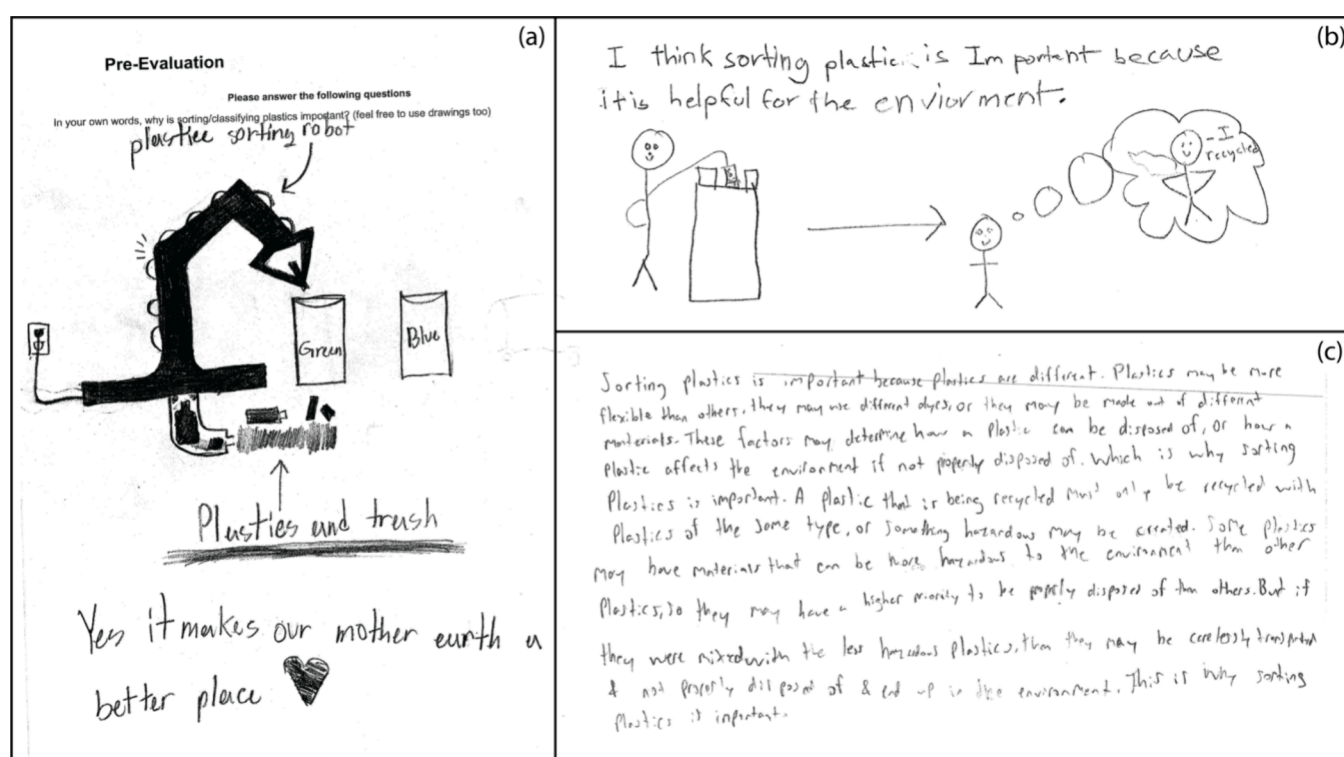 (a)
Pre-Evaluation
Please answer the following questions
In your own words, why is sorting/classifying plastics important? (feel free to use drawings too)
plasticc sorting robot
Green
Blue
Plastics and trush
Yes it makes our mother earth a
better place
(b)
I think sorting plastic is Important because
it is helpful for the enviorment.
- I
recycled
(c)
Sorting plastics is important because plastics are different. Plastics may be more
flexible than others, they may use different dyes, or they may be made out of different
materials. These factors may determine how a plastic can be disposed of, or how a
plastic affects the environment if not properly disposed of. Which is why sorting
Plastics is important. A plastic that is being recycled must only be recycled with
Plastics of the same type, or something hazardous may be created. Some plastics
may have materials that can be more hazardous to the environment than other
Plastics, so they may have a higher priority to be properly disposed of than others. But if
they were mixed with the less hazardous plastics, than they may be carelessly transported
& not properly disposed of & end up in the environment. This is why sorting
Plastics is important.